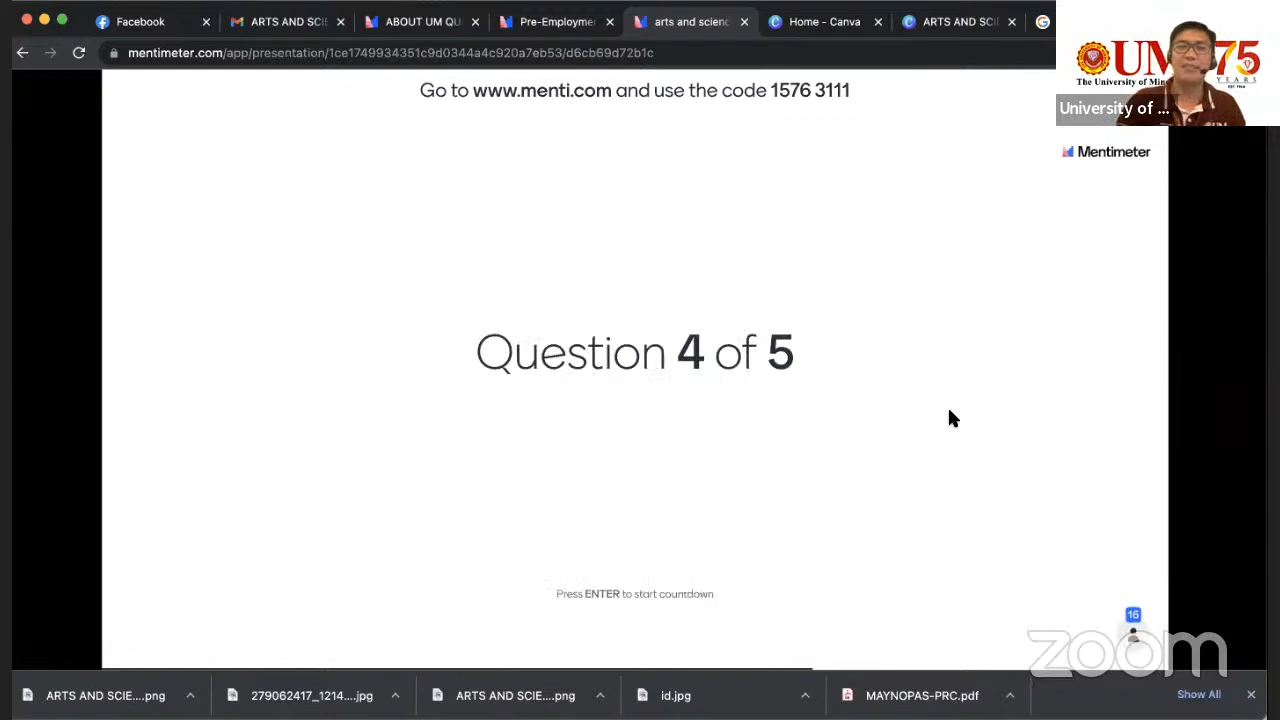 Facebook
ARTS AND SCI
ABOUT UM QU
Pre-Employme
arts and scienc
Home - Canva
ARTS AND SCI
mentimeter.com/app/presentation/1ce1749934351c9d0344a4c920a7eb53/d6cb69d72b1c
UM 75
The University of Min
YEARS
University of ...
Go to www.menti.com and use the code 1576 3111
Mentimeter
Question 4 of 5
Press ENTER to start countdown
16
zoom
ARTS AND SCIE....png
279062417_1214....jpg
ARTS AND SCIE....png
id.jpg
MAYNOPAS-PRC.pdf
Show All